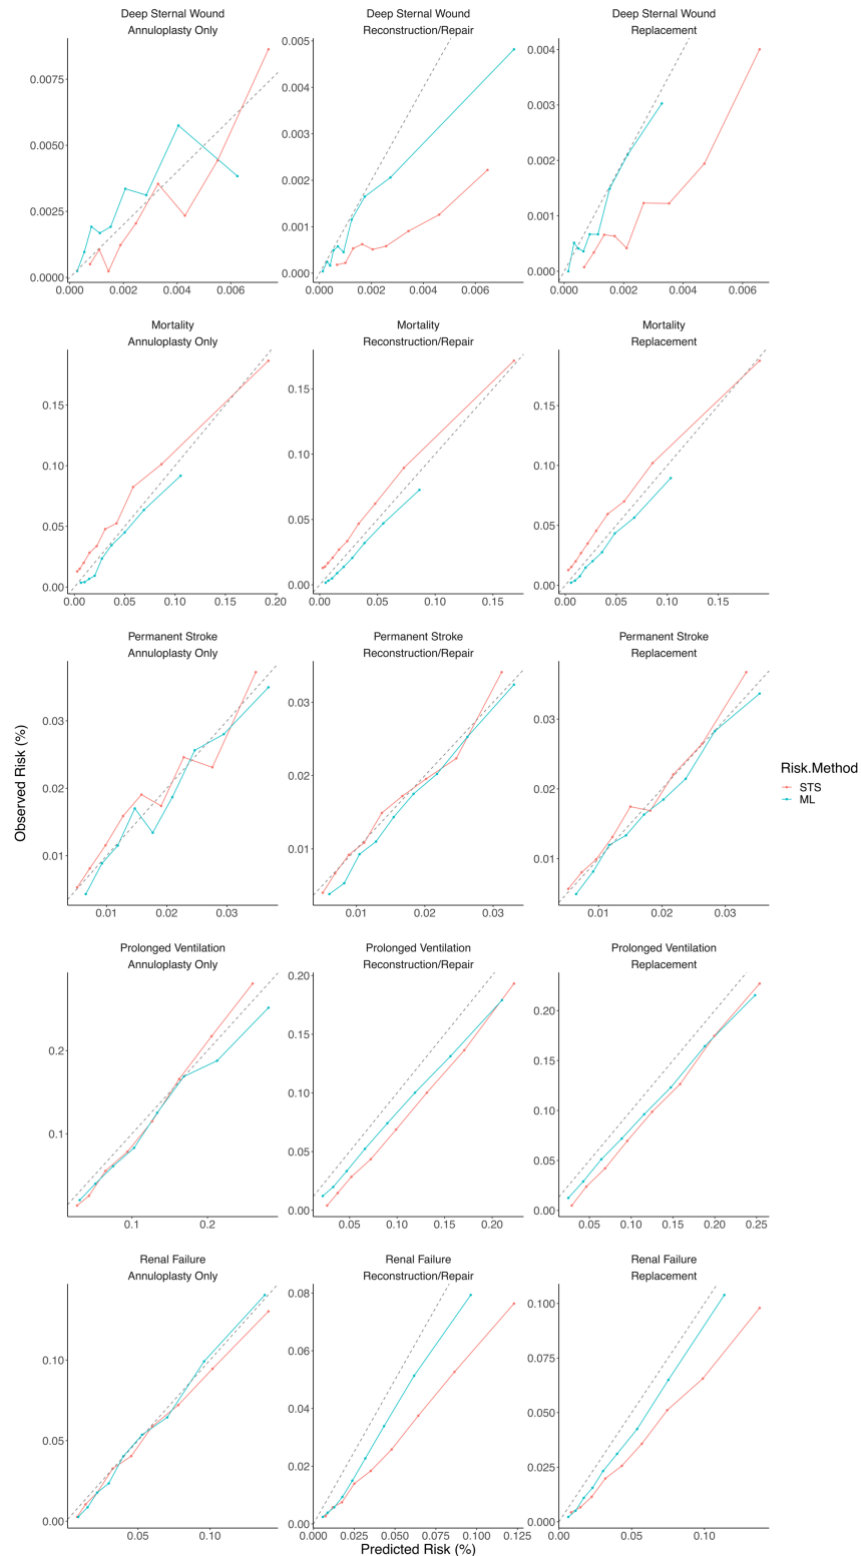 Deep Sternal Wound
Annuloplasty Only
Deep Sternal Wound
Reconstruction/Repair
Deep Sternal Wound
Replacement
0.0075
0.0050
0.0025
0.0000
0.000 0.002 0.004 0.006
0.005
0.004
0.003
0.002
0.001
0.000
0.000 0.002 0.004 0.006
0.004
0.003
0.002
0.001
0.000
0.000 0.002 0.004 0.006
Mortality
Annuloplasty Only
Mortality
Reconstruction/Repair
Mortality
Replacement
0.15
0.10
0.05
0.00
0.00 0.05 0.10 0.15 0.20
0.15
0.10
0.05
0.00
0.00 0.05 0.10 0.15
0.15
0.10
0.05
0.00
0.00 0.05 0.10 0.15
Permanent Stroke
Annuloplasty Only
Permanent Stroke
Reconstruction/Repair
Permanent Stroke
Replacement
0.03
0.02
0.01
0.01 0.02 0.03
0.03
0.02
0.01
0.01 0.02 0.03
0.03
0.02
0.01
0.01 0.02 0.03
Observed Risk (%)
Risk.Method
STS
ML
Prolonged Ventilation
Annuloplasty Only
Prolonged Ventilation
Reconstruction/Repair
Prolonged Ventilation
Replacement
0.2
0.1
0.1 0.2
0.20
0.15
0.10
0.05
0.00
0.05 0.10 0.15 0.20
0.20
0.15
0.10
0.05
0.00
0.05 0.10 0.15 0.20 0.25
Renal Failure
Annuloplasty Only
Renal Failure
Reconstruction/Repair
Renal Failure
Replacement
0.10
0.05
0.00
0.05 0.10
0.08
0.06
0.04
0.02
0.00
0.000 0.025 0.050 0.075 0.100 0.125
0.100
0.075
0.050
0.025
0.000
0.00 0.05 0.10
Predicted Risk (%)